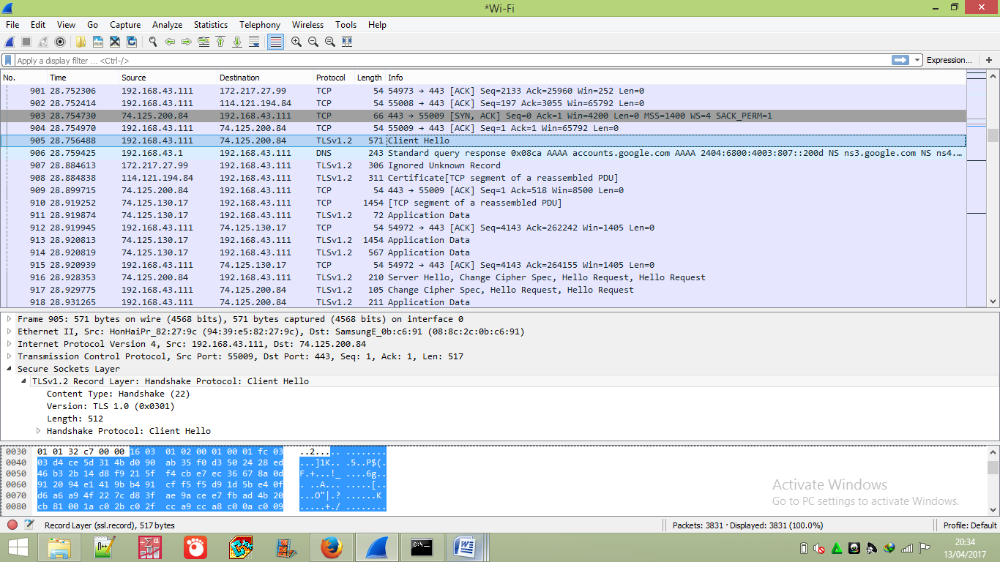 *Wi-Fi
File Edit View Go Capture Analyze Statistics Telephony Wireless Tools Help
Apply a display filter ... <Ctrl-/> Expression... +
No. Time Source Destination Protocol Length Info
901 28.752306 192.168.43.111 172.217.27.99 TCP 54 54973 → 443 [ACK] Seq=2133 Ack=25960 Win=252 Len=0
902 28.752414 192.168.43.111 114.121.194.84 TCP 54 55008 → 443 [ACK] Seq=197 Ack=3055 Win=65792 Len=0
903 28.754730 74.125.200.84 192.168.43.111 TCP 66 443 → 55009 [SYN, ACK] Seq=0 Ack=1 Win=4200 Len=0 MSS=1400 WS=4 SACK_PERM=1
904 28.754970 192.168.43.111 74.125.200.84 TCP 54 55009 → 443 [ACK] Seq=1 Ack=1 Win=65792 Len=0
905 28.756488 192.168.43.111 74.125.200.84 TLSv1.2 571 Client Hello
906 28.759425 192.168.43.1 192.168.43.111 DNS 243 Standard query response 0x08ca AAAA accounts.google.com AAAA 2404:6800:4003:807::200d NS ns3.google.com NS ns4....
907 28.884613 172.217.27.99 192.168.43.111 TLSv1.2 306 Ignored Unknown Record
908 28.884838 114.121.194.84 192.168.43.111 TLSv1.2 311 Certificate[TCP segment of a reassembled PDU]
909 28.899715 74.125.200.84 192.168.43.111 TCP 54 443 → 55009 [ACK] Seq=1 Ack=518 Win=8500 Len=0
910 28.919252 74.125.130.17 192.168.43.111 TCP 1454 [TCP segment of a reassembled PDU]
911 28.919874 74.125.130.17 192.168.43.111 TLSv1.2 72 Application Data
912 28.919945 192.168.43.111 74.125.130.17 TCP 54 54972 → 443 [ACK] Seq=4143 Ack=262242 Win=1405 Len=0
913 28.920813 74.125.130.17 192.168.43.111 TLSv1.2 1454 Application Data
914 28.920819 74.125.130.17 192.168.43.111 TLSv1.2 567 Application Data
915 28.920939 192.168.43.111 74.125.130.17 TCP 54 54972 → 443 [ACK] Seq=4143 Ack=264155 Win=1405 Len=0
916 28.928353 74.125.200.84 192.168.43.111 TLSv1.2 210 Server Hello, Change Cipher Spec, Hello Request, Hello Request
917 28.929775 192.168.43.111 74.125.200.84 TLSv1.2 105 Change Cipher Spec, Hello Request, Hello Request
918 28.931265 192.168.43.111 74.125.200.84 TLSv1.2 211 Application Data
Frame 905: 571 bytes on wire (4568 bits), 571 bytes captured (4568 bits) on interface 0
Ethernet II, Src: HonHaiPr_82:27:9c (94:39:e5:82:27:9c), Dst: SamsungE_0b:c6:91 (08:8c:2c:0b:c6:91)
Internet Protocol Version 4, Src: 192.168.43.111, Dst: 74.125.200.84
Transmission Control Protocol, Src Port: 55009, Dst Port: 443, Seq: 1, Ack: 1, Len: 517
Secure Sockets Layer
TLSv1.2 Record Layer: Handshake Protocol: Client Hello
Content Type: Handshake (22)
Version: TLS 1.0 (0x0301)
Length: 512
Handshake Protocol: Client Hello
0030 01 01 32 c7 00 00 16 03 01 02 00 01 00 01 fc 03 ..2..... ........
0040 03 d4 ce 5d 31 4b d0 90 ab 35 f0 d3 50 24 28 ed ...]1K.. .5..P$(.
0050 46 b3 2b 14 d8 f9 21 5f f4 cb e7 ec 36 67 8a 0d F.+...!_ ....6g..
0060 91 20 94 e1 41 9b b4 91 cf f5 f5 d9 1d 5b e4 0f . ..A... .....[..
0070 d6 a6 a9 4f 22 7c d8 3f ae 9a ce e7 fb ad 4b 20 ...O"|.? ......K
0080 cb 81 00 1a c0 2b c0 2f cc a9 cc a8 c0 0a c0 09 .....+./ ........
Activate Windows
Go to PC settings to activate Windows.
Record Layer (ssl.record), 517 bytes Packets: 3831 · Displayed: 3831 (100.0%) Profile: Default
20:34
13/04/2017